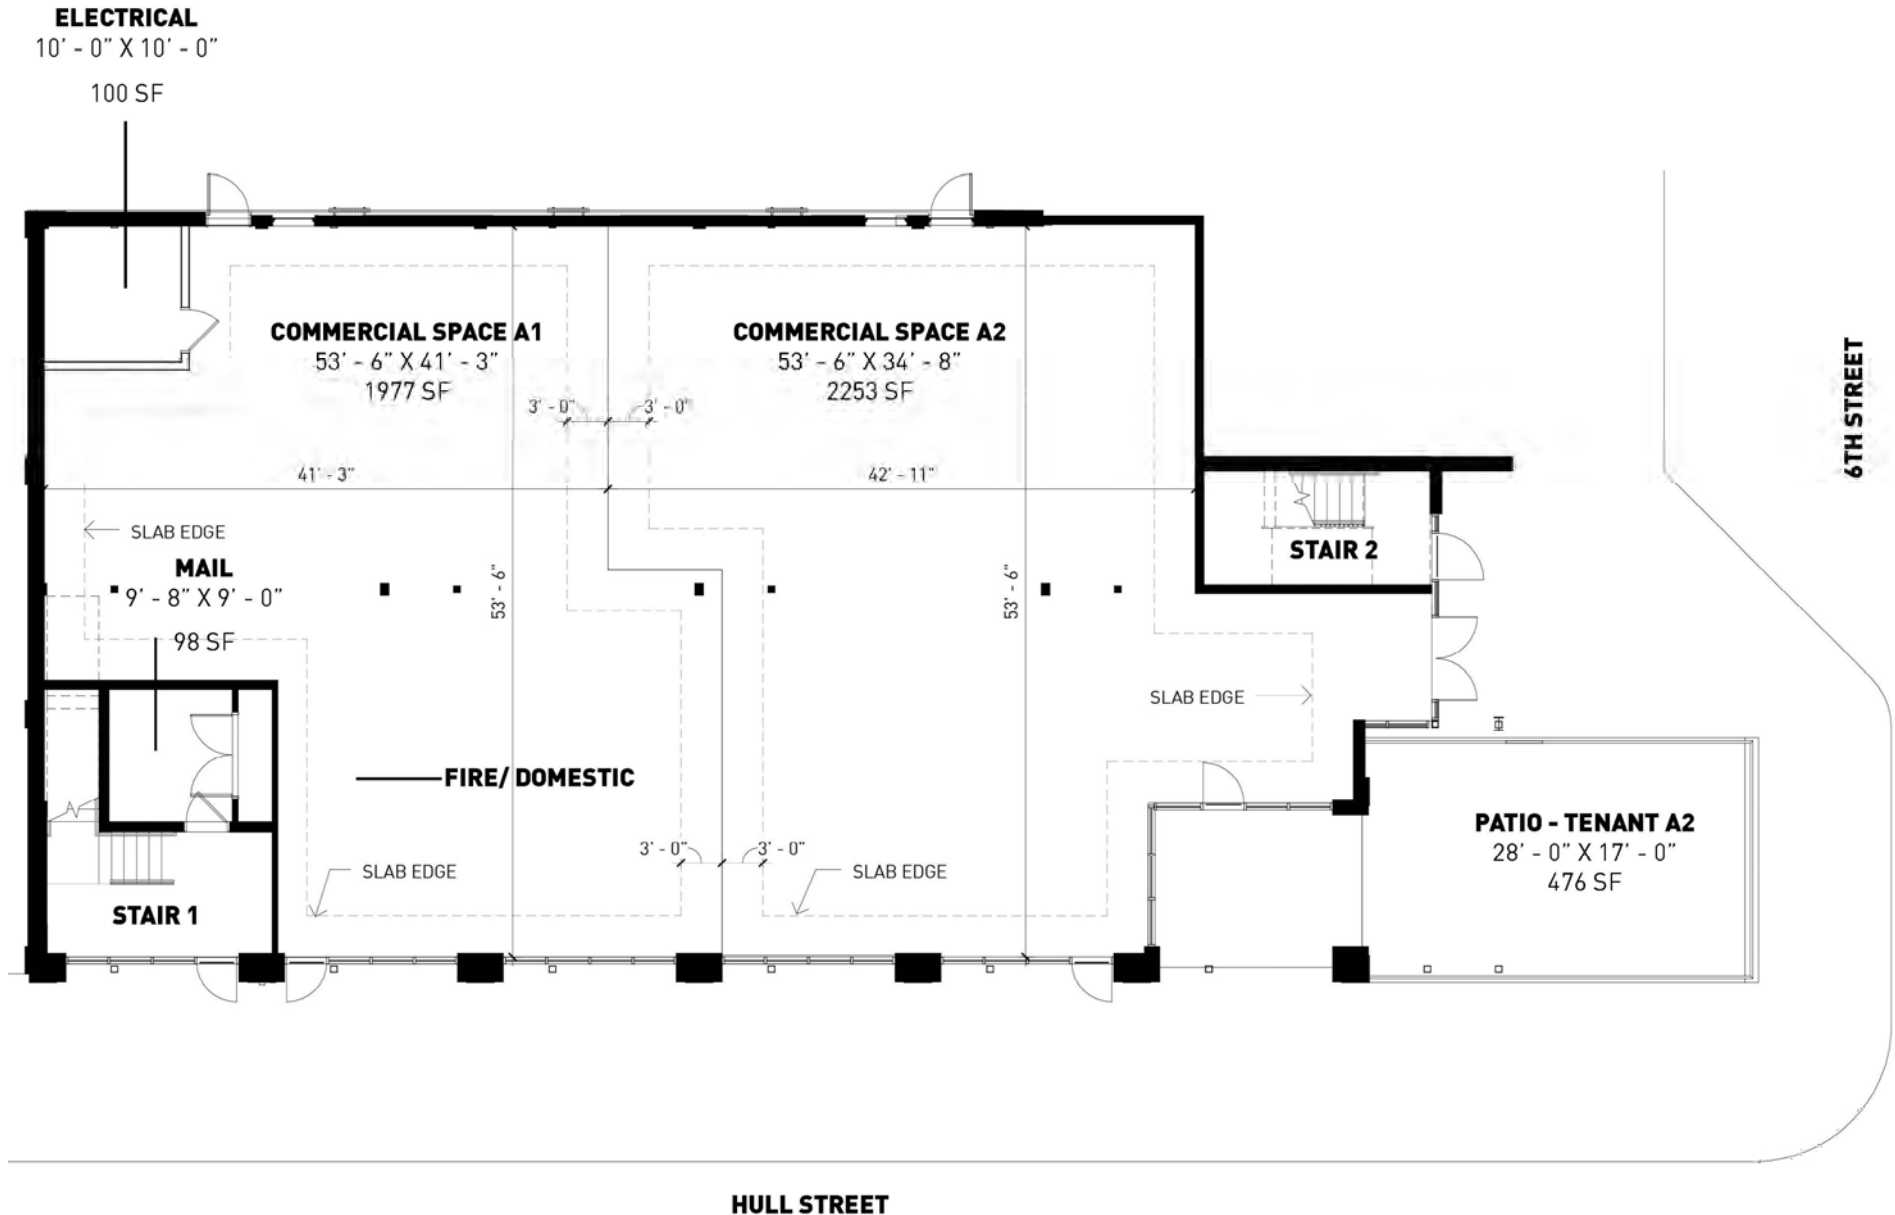 ELECTRICAL
10' - 0" X 10' - 0"
100 SF
COMMERCIAL SPACE A1
53' - 6" X 41' - 3"
1977 SF
COMMERCIAL SPACE A2
53' - 6" X 34' - 8"
2253 SF
3' - 0"
3' - 0"
41' - 3"
42' - 11"
6TH STREET
SLAB EDGE
MAIL
9' - 8" X 9' - 0"
98 SF
53' - 6"
53' - 6"
STAIR 2
SLAB EDGE
FIRE/ DOMESTIC
3' - 0"
3' - 0"
SLAB EDGE
SLAB EDGE
STAIR 1
PATIO - TENANT A2
28' - 0" X 17' - 0"
476 SF
HULL STREET